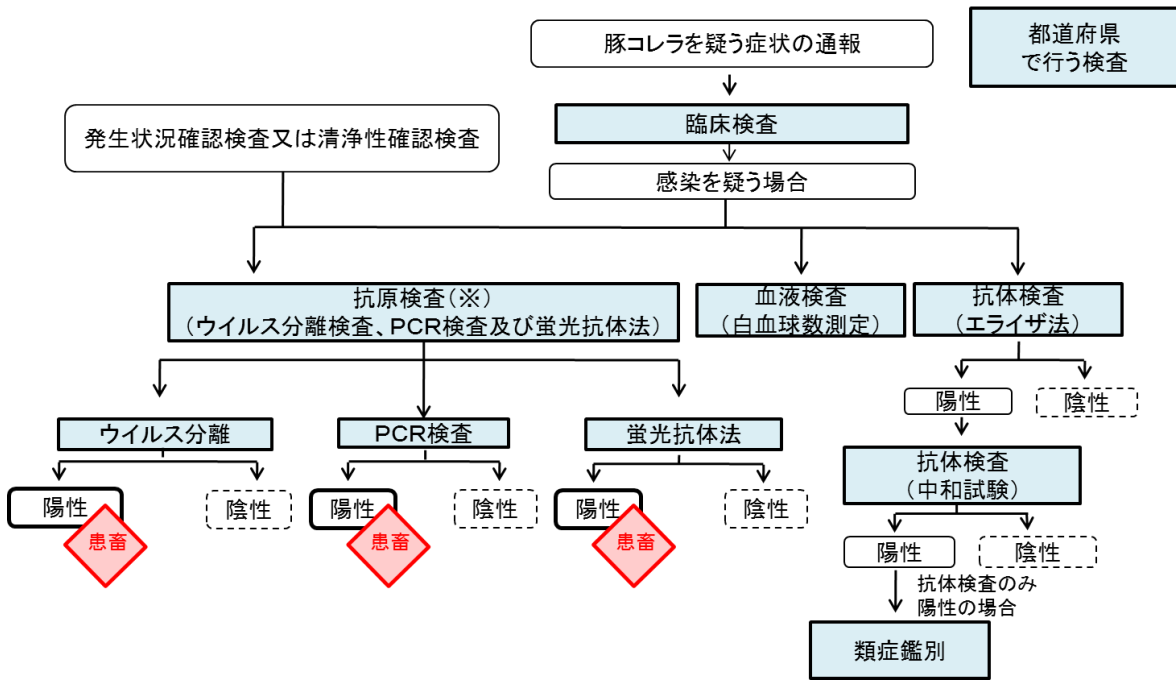 豚コレラを疑う症状の通報
都道府県
で行う検査
臨床検査
発生状況確認検査又は清浄性確認検査
感染を疑う場合
抗原検査(※)
(ウイルス分離検査、PCR検査及び蛍光抗体法)
血液検査
(白血球数測定)
抗体検査
(エライザ法)
陽性
陰性
ウイルス分離
PCR検査
蛍光抗体法
抗体検査
(中和試験)
陽性
陰性
陽性
陰性
陽性
陰性
患畜
患畜
患畜
陽性
陰性
抗体検査のみ
陽性の場合
類症鑑別